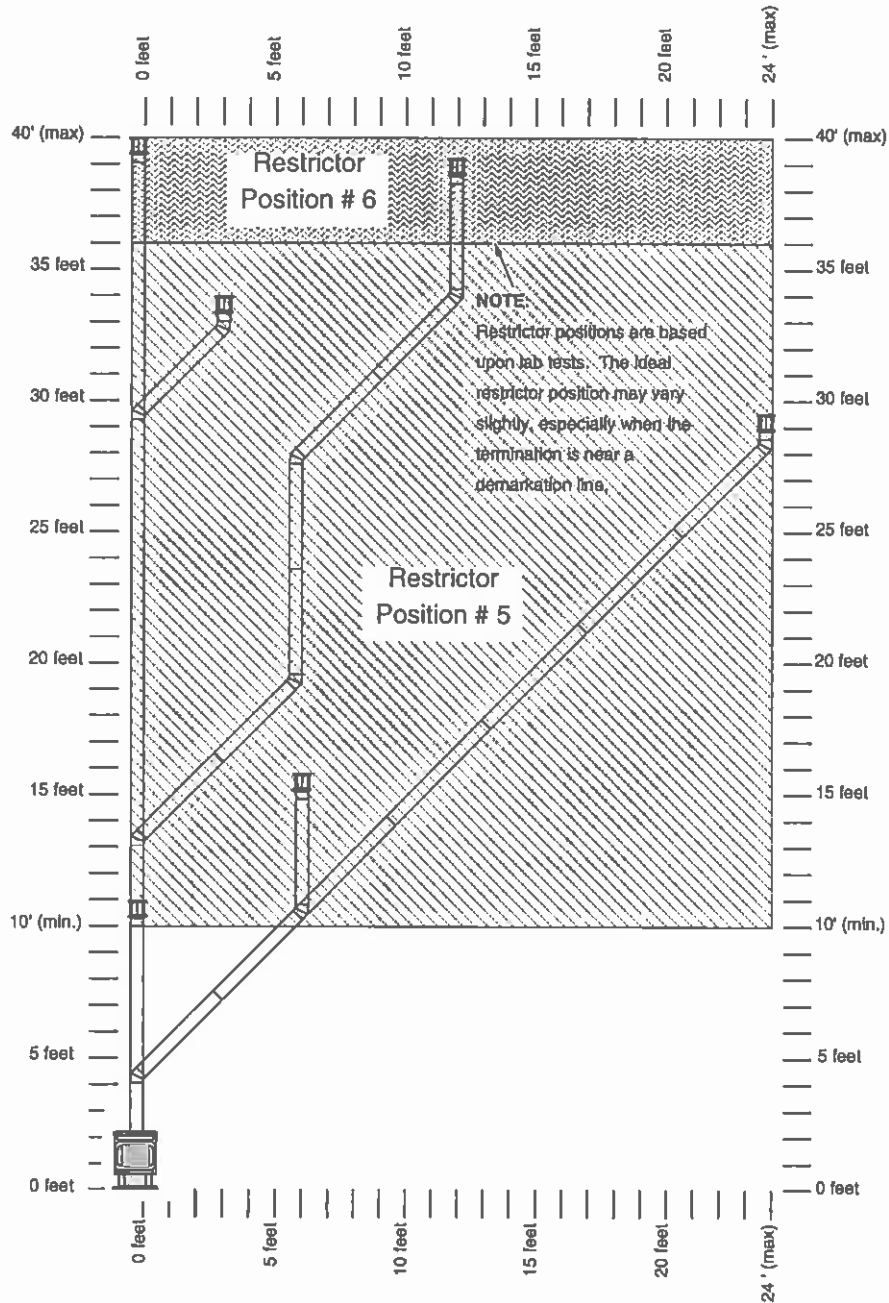 0 feet
5 feet
10 feet
15 feet
20 feet
24 ' (max)
40' (max)
40' (max)
Restrictor
Position # 6
35 feet
35 feet
NOTE:
Restrictor positions are based
upon lab tests. The ideal
restrictor position may vary
slightly, especially when the
termination is near a
demarkation line.
30 feet
30 feet
25 feet
25 feet
Restrictor
Position # 5
20 feet
20 feet
15 feet
15 feet
10' (min.)
10' (min.)
5 feet
5 feet
0 feet
0 feet
0 feet
5 feet
10 feet
15 feet
20 feet
24 ' (max)